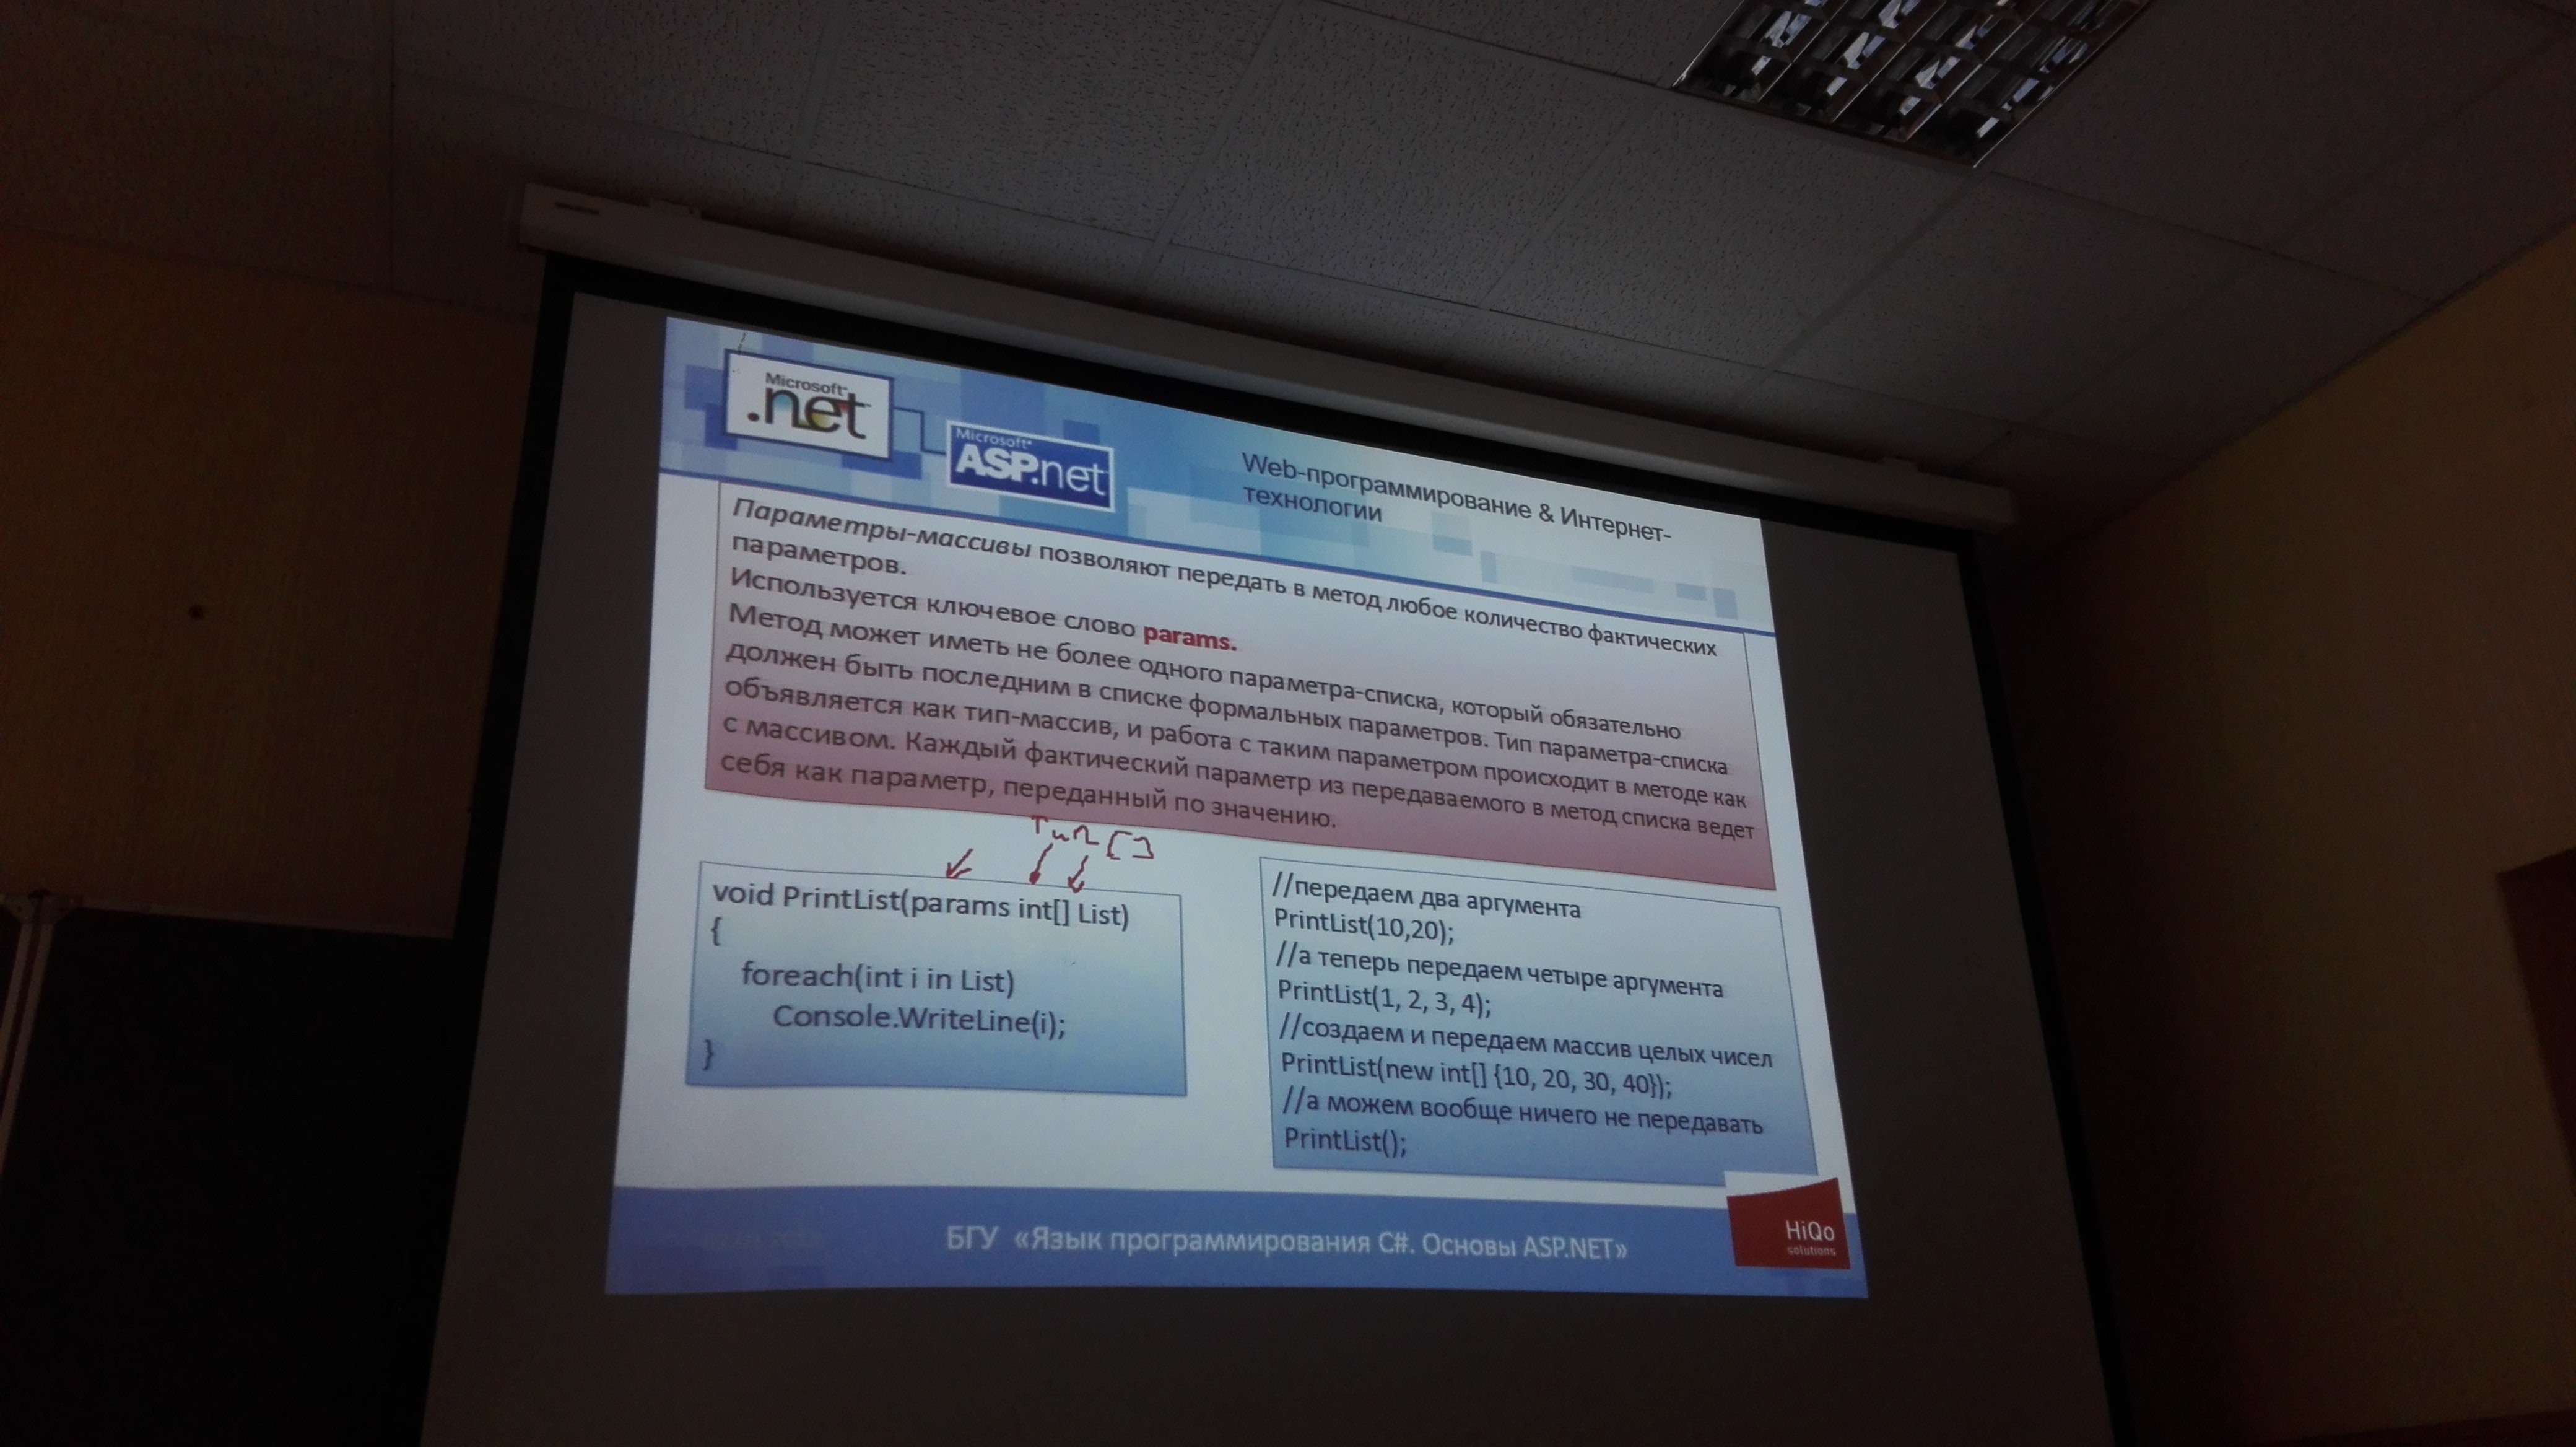 Microsoft
.net
Microsoft
ASP.net
Web-программирование & Интернет-
технологии
Параметры-массивы позволяют передать в метод любое количество фактических
параметров.
Используется ключевое слово params.
Метод может иметь не более одного параметра-списка, который обязательно
должен быть последним в списке формальных параметров. Тип параметра-списка
объявляется как тип-массив, и работа с таким параметром происходит в методе как
с массивом. Каждый фактический параметр из передаваемого в метод списка ведет
себя как параметр, переданный по значению.
Тип []
void PrintList(params int[] List)
{
foreach(int i in List)
Console.WriteLine(i);
}
//передаем два аргумента
PrintList(10,20);
//а теперь передаем четыре аргумента
PrintList(1, 2, 3, 4);
//создаем и передаем массив целых чисел
PrintList(new int[] {10, 20, 30, 40});
//а можем вообще ничего не передавать
PrintList();
БГУ «Язык программирования C#. Основы ASP.NET»
HiQo
solutions